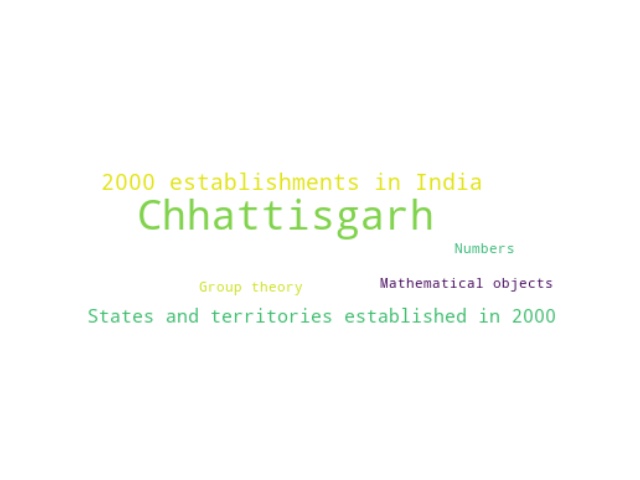 2000 establishments in India
Chhattisgarh
Numbers
Mathematical objects
Group theory
States and territories established in 2000